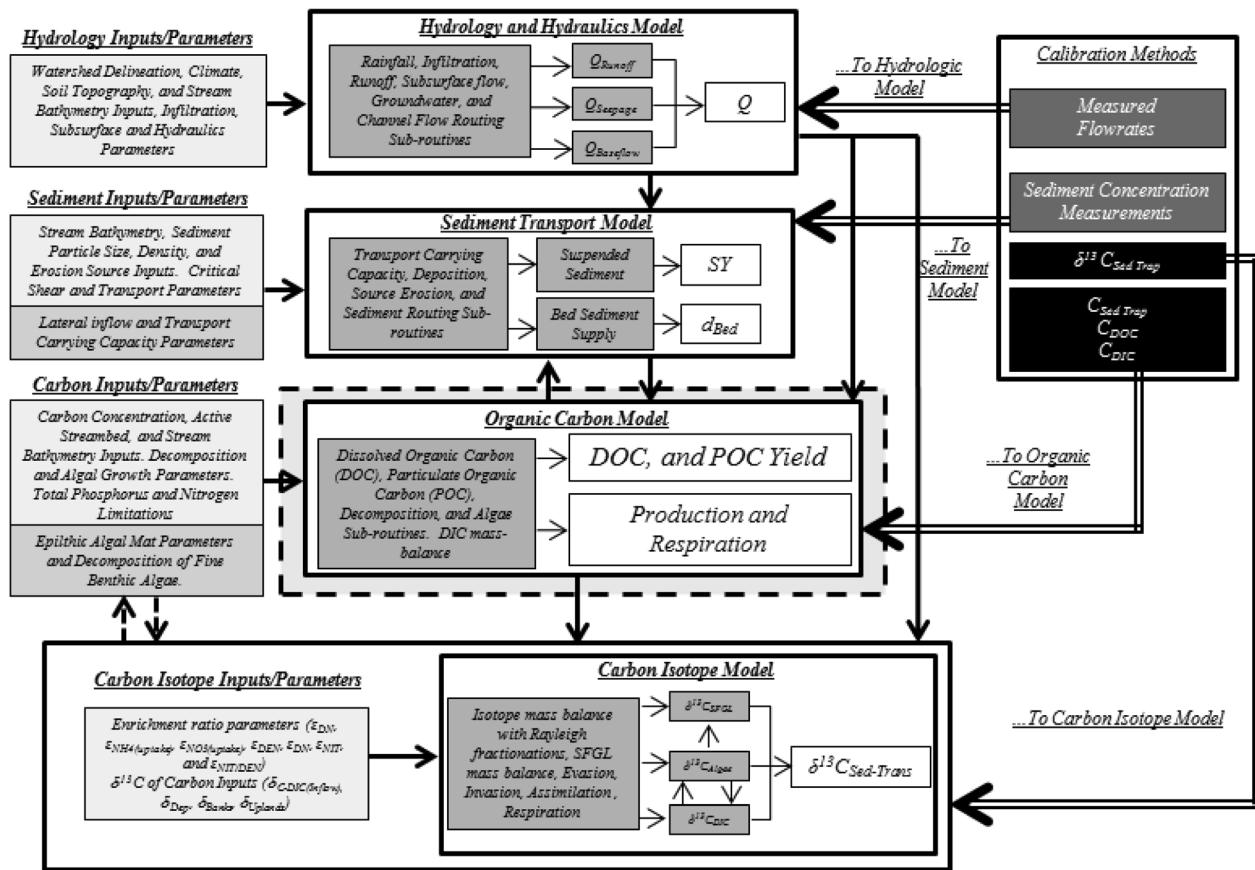 Hydrology Inputs/Parameters
Watershed Delineation, Climate,
Soil Topography, and Stream
Bathymetry Inputs, Infiltration,
Subsurface and Hydraulics
Parameters
Hydrology and Hydraulics Model
Rainfall, Infiltration,
Runoff, Subsurface flow,
Groundwater, and
Channel Flow Routing
Sub-routines
Q_Runoff
Q_Seepage
Q_Baseflow
Q
...To Hydrologic
Model
Calibration Methods
Measured
Flowrates
Sediment Concentration
Measurements
δ¹³ C_Sed Trap
C_Sed Trap
C_DOC
C_DIC
Sediment Inputs/Parameters
Stream Bathymetry, Sediment
Particle Size, Density, and
Erosion Source Inputs. Critical
Shear and Transport Parameters
Lateral inflow and Transport
Carrying Capacity Parameters
Sediment Transport Model
Transport Carrying
Capacity, Deposition,
Source Erosion, and
Sediment Routing Sub-
routines
Suspended
Sediment
Bed Sediment
Supply
SY
d_Bed
...To
Sediment
Model
Carbon Inputs/Parameters
Carbon Concentration, Active
Streambed, and Stream
Bathymetry Inputs. Decomposition
and Algal Growth Parameters.
Total Phosphorus and Nitrogen
Limitations
Epilthic Algal Mat Parameters
and Decomposition of Fine
Benthic Algae.
Organic Carbon Model
Dissolved Organic Carbon
(DOC), Particulate Organic
Carbon (POC),
Decomposition, and Algae
Sub-routines. DIC mass-
balance
DOC, and POC Yield
Production and
Respiration
...To Organic
Carbon
Model
Carbon Isotope Inputs/Parameters
Enrichment ratio parameters (ε_DN,
ε_NH4(uptake), ε_NO3(uptake), ε_DEN, ε_DN, ε_NIT,
and ε_NIT/DEN)
δ¹³C of Carbon Inputs (δ_C-DIC(Inflow),
δ_Dep, δ_Banks, δ_Uplands)
Carbon Isotope Model
Isotope mass balance
with Rayleigh
fractionations, SFGL
mass balance, Evasion,
Invasion, Assimilation ,
Respiration
δ¹³C_SFGL
δ¹³C_Algae
δ¹³C_DIC
δ¹³C_Sed-Trans
...To Carbon Isotope Model